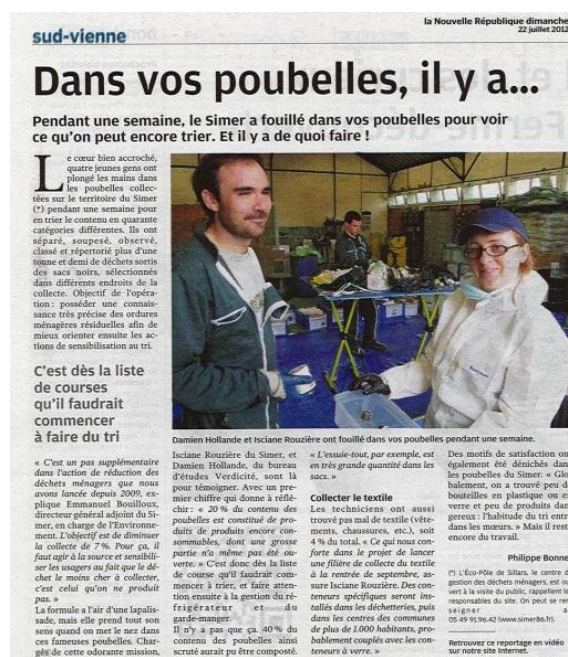 la Nouvelle République dimanche
22 juillet 2012
sud-vienne
Dans vos poubelles, il y a...
Pendant une semaine, le Simer a fouillé dans vos poubelles pour voir
ce qu'on peut encore trier. Et il y a de quoi faire !
Le cœur bien accroché,
quatre jeunes gens ont
plongé les mains dans
les poubelles collec-
tées sur le territoire du Simer
(*) pendant une semaine pour
en trier le contenu en quarante
catégories différentes. Ils ont
séparé, soupesé, observé,
classé et répertorié plus d'une
tonne et demi de déchets sortis
des sacs noirs, sélectionnés
dans différents endroits de la
collecte. Objectif de l'opéra-
tion : posséder une connais-
sance très précise des ordures
ménagères résiduelles afin de
mieux orienter ensuite les ac-
tions de sensibilisation au tri.
C'est dès la liste
de courses
qu'il faudrait
commencer
à faire du tri
« C'est un pas supplémentaire
dans l'action de réduction des
déchets ménagers que nous
avons lancée depuis 2009, ex-
plique Emmanuel Bouilloux,
directeur général adjoint du Si-
mer, en charge de l'Environne-
ment. L'objectif est de diminuer
la collecte de 7 %. Pour ça, il
faut agir à la source et sensibili-
ser les usagers au fait que le dé-
chet le moins cher à collecter,
c'est celui qu'on ne produit
pas. »
La formule a l'air d'une lapalis-
sade, mais elle prend tout son
sens quand on met le nez dans
ces fameuses poubelles. Char-
gés de cette odorante mission,
Damien Hollande et Isciane Rouzière ont fouillé dans vos poubelles pendant une semaine.
Isciane Rouzière du Simer, et
Damien Hollande, du bureau
d'études Verdicité, sont là
pour témoigner. Avec un pre-
mier chiffre qui donne à réflé-
chir : « 20 % du contenu des
poubelles est constitué de pro-
duits de produits encore con-
sommables, dont une grosse
partie n'a même pas été ou-
verte. » C'est donc dès la liste
de course qu'il faudrait com-
mencer à trier, et faire atten-
tion ensuite à la gestion du ré-
frigérateur et du
garde-manger.
Il n'y a pas que ça. 40 % du
contenu des poubelles ainsi
scruté aurait pu être composté.
« L'essuie-tout, par exemple, est
en très grande quantité dans les
sacs. »
Collecter le textile
Les techniciens ont aussi
trouvé pas mal de textile (vête-
ments, chaussures, etc.), soit
4 % du total. « Ce qui nous con-
forte dans le projet de lancer
une filière de collecte du textile
à la rentrée de septembre, as-
sure Isciane Rouzière. Des con-
teneurs spécifiques seront ins-
tallés dans les déchetteries, puis
dans les centres des communes
de plus de 1.000 habitants, pro-
bablement couplés avec les con-
teneurs à verre. »
Des motifs de satisfaction on
également été dénichés dan
les poubelles du Simer. « Glo
balement, on a trouvé peu d
bouteilles en plastique ou e
verre et peu de produits dan
gereux : l'habitude du tri entr
dans les mœurs. » Mais il rest
encore du travail.
Philippe Bonne
(*) L'Éco-Pôle de Sillars, le centre d
gestion des déchets ménagers, est ou
vert à la visite du public, rappellent le
responsables du site. On peut se ren
seigner a
05 49 91.96.42 (www.simer86.fr).
Retrouvez ce reportage en vidéo
sur notre site Internet.